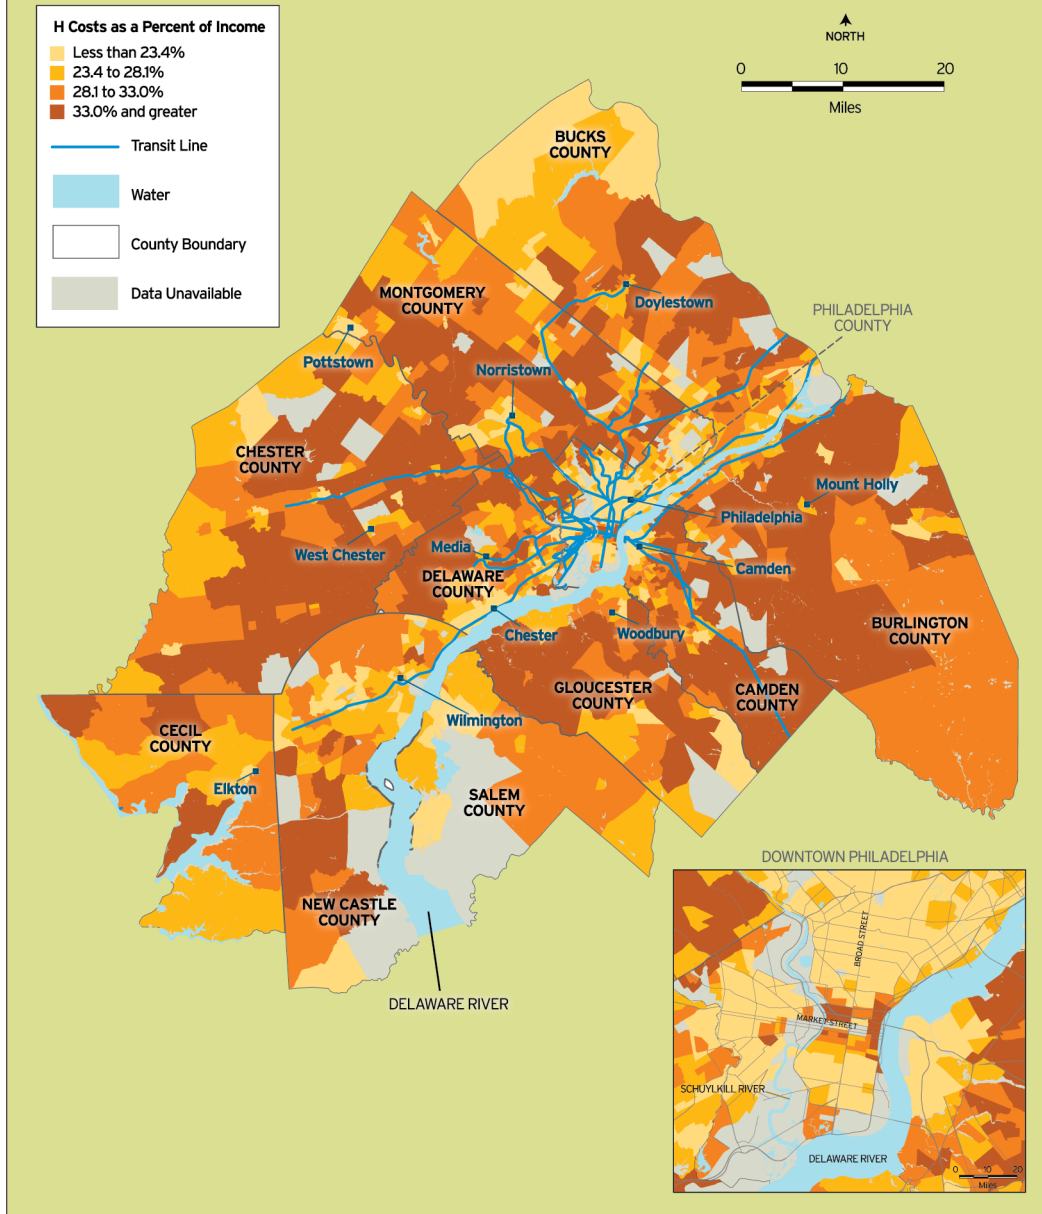 H Costs as a Percent of Income
Less than 23.4%
23.4 to 28.1%
28.1 to 33.0%
33.0% and greater
Transit Line
Water
County Boundary
Data Unavailable
NORTH
0 10 20
Miles
BUCKS
COUNTY
MONTGOMERY
COUNTY
Doylestown
PHILADELPHIA
COUNTY
Pottstown
Norristown
CHESTER
COUNTY
Mount Holly
Philadelphia
West Chester
Media
Camden
DELAWARE
COUNTY
Chester
Woodbury
BURLINGTON
COUNTY
GLOUCESTER
COUNTY
CAMDEN
COUNTY
Wilmington
CECIL
COUNTY
Elkton
SALEM
COUNTY
NEW CASTLE
COUNTY
DELAWARE RIVER
DOWNTOWN PHILADELPHIA
BROAD STREET
MARKET STREET
SCHUYLKILL RIVER
DELAWARE RIVER
0 10 20
Miles